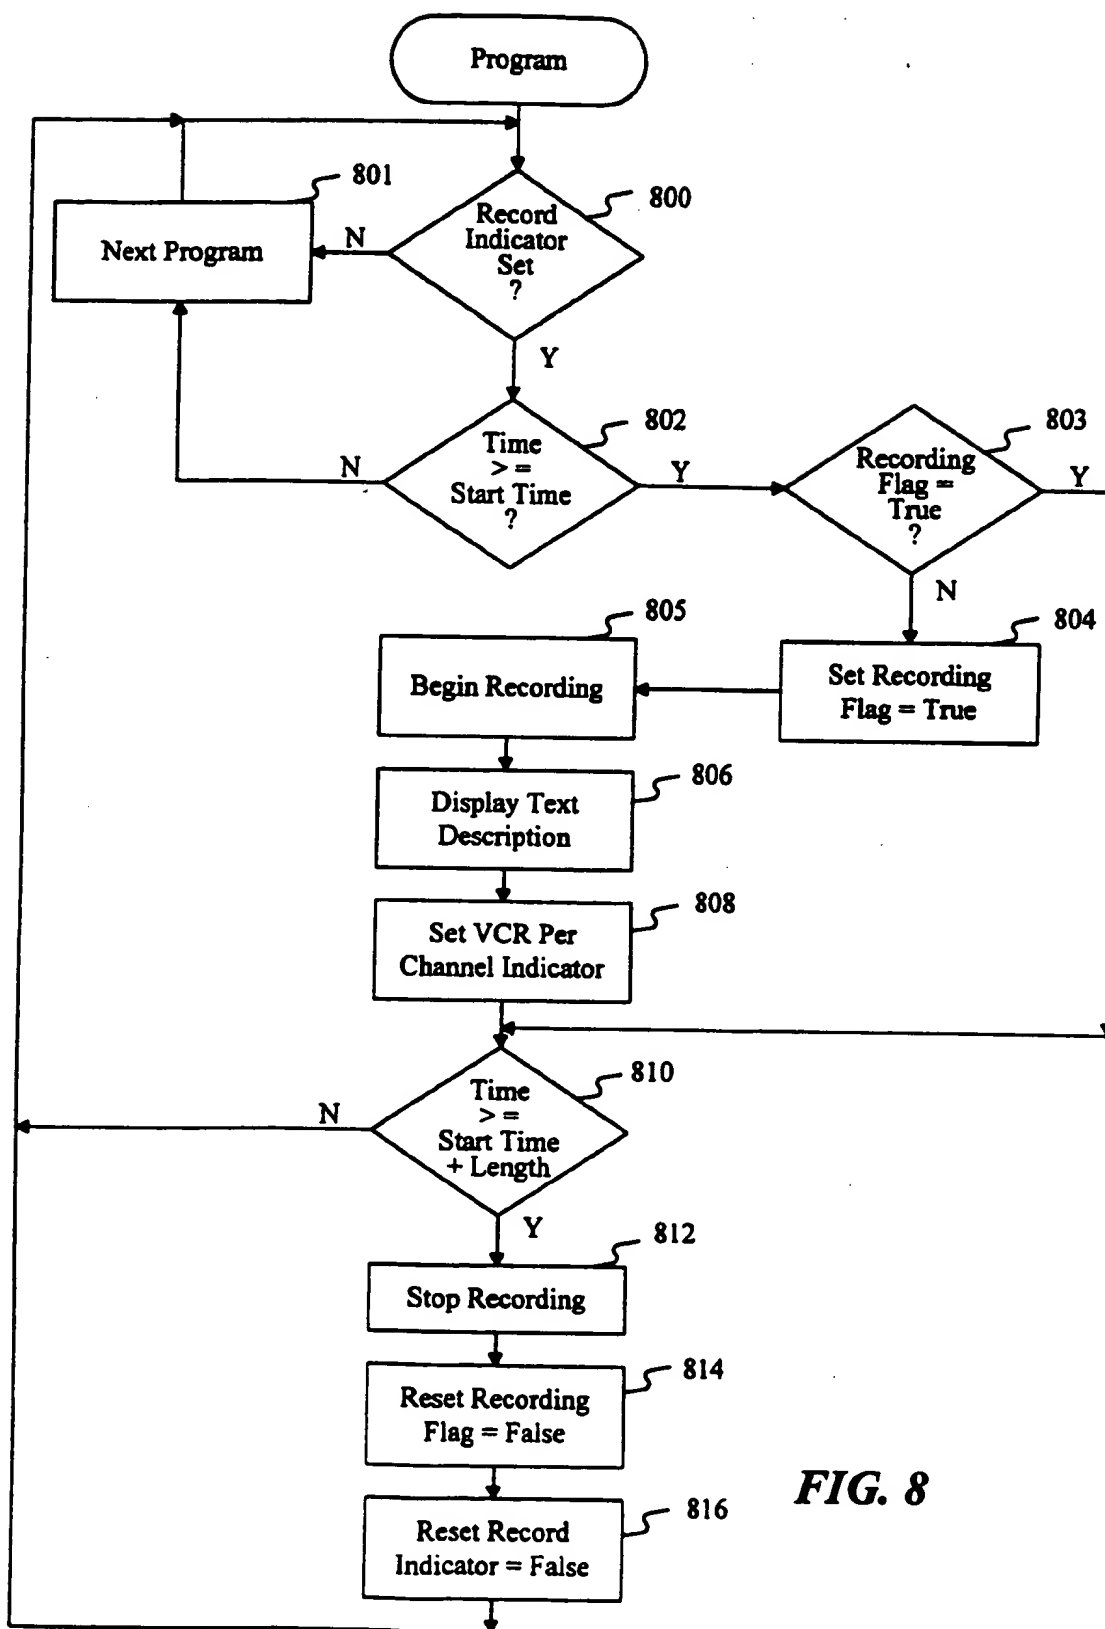 Program
801
800
Record
Indicator
Set
?
N
Next Program
Y
802
803
Time
> =
Start Time
?
N
Y
Recording
Flag =
True
?
Y
N
805
804
Begin Recording
Set Recording
Flag = True
806
Display Text
Description
808
Set VCR Per
Channel Indicator
810
Time
> =
Start Time
+ Length
N
Y
812
Stop Recording
814
Reset Recording
Flag = False
FIG. 8
816
Reset Record
Indicator = False